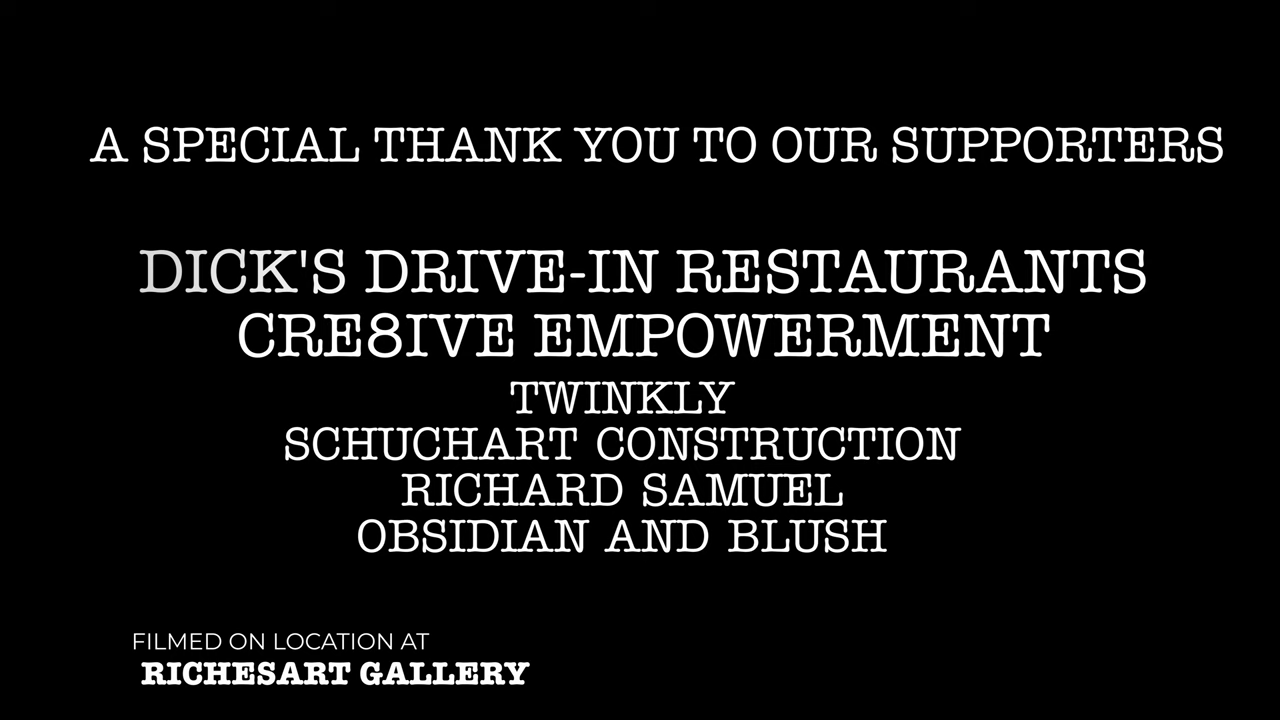 A SPECIAL THANK YOU TO OUR SUPPORTERS
DICK'S DRIVE-IN RESTAURANTS
CRE8IVE EMPOWERMENT
TWINKLY
SCHUCHART CONSTRUCTION
RICHARD SAMUEL
OBSIDIAN AND BLUSH
FILMED ON LOCATION AT
RICHESART GALLERY